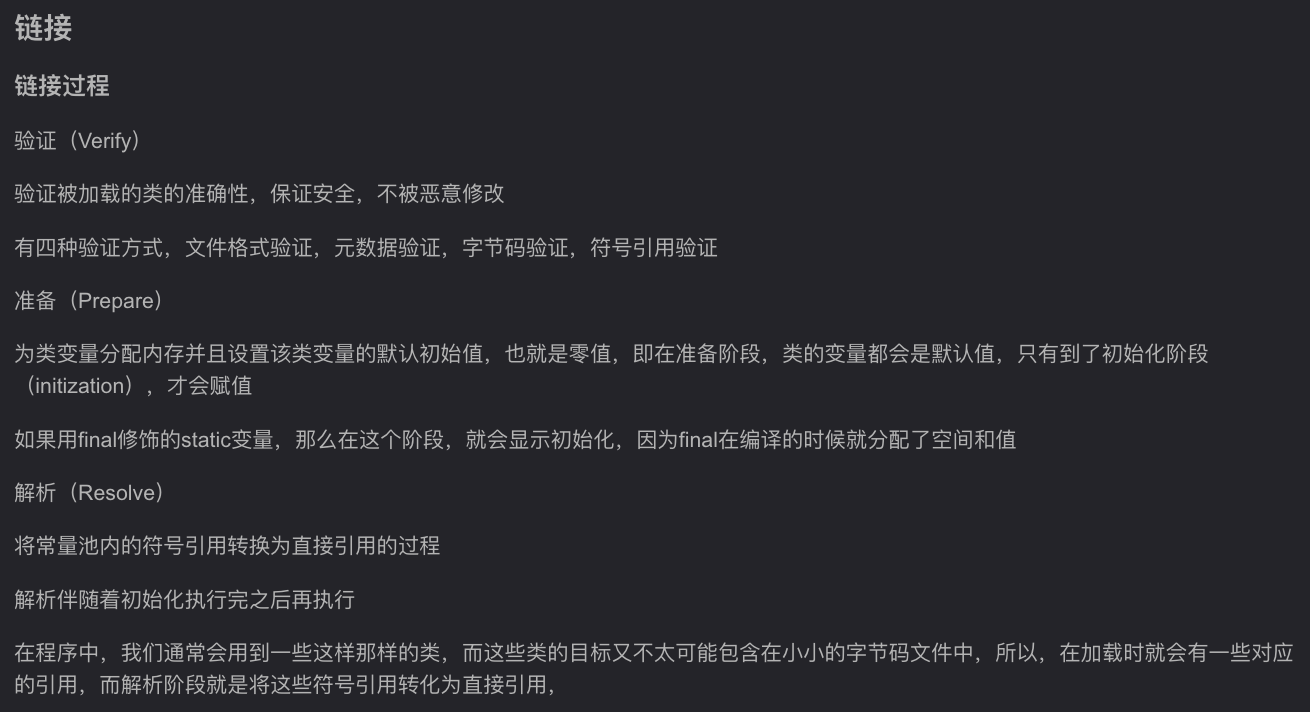 链接
链接过程
验证（Verify）
验证被加载的类的准确性，保证安全，不被恶意修改
有四种验证方式，文件格式验证，元数据验证，字节码验证，符号引用验证
准备（Prepare）
为类变量分配内存并且设置该类变量的默认初始值，也就是零值，即在准备阶段，类的变量都会是默认值，只有到了初始化阶段
（initization），才会赋值
如果用final修饰的static变量，那么在这个阶段，就会显示初始化，因为final在编译的时候就分配了空间和值
解析（Resolve）
将常量池内的符号引用转换为直接引用的过程
解析伴随着初始化执行完之后再执行
在程序中，我们通常会用到一些这样那样的类，而这些类的目标又不太可能包含在小小的字节码文件中，所以，在加载时就会有一些对应
的引用，而解析阶段就是将这些符号引用转化为直接引用，